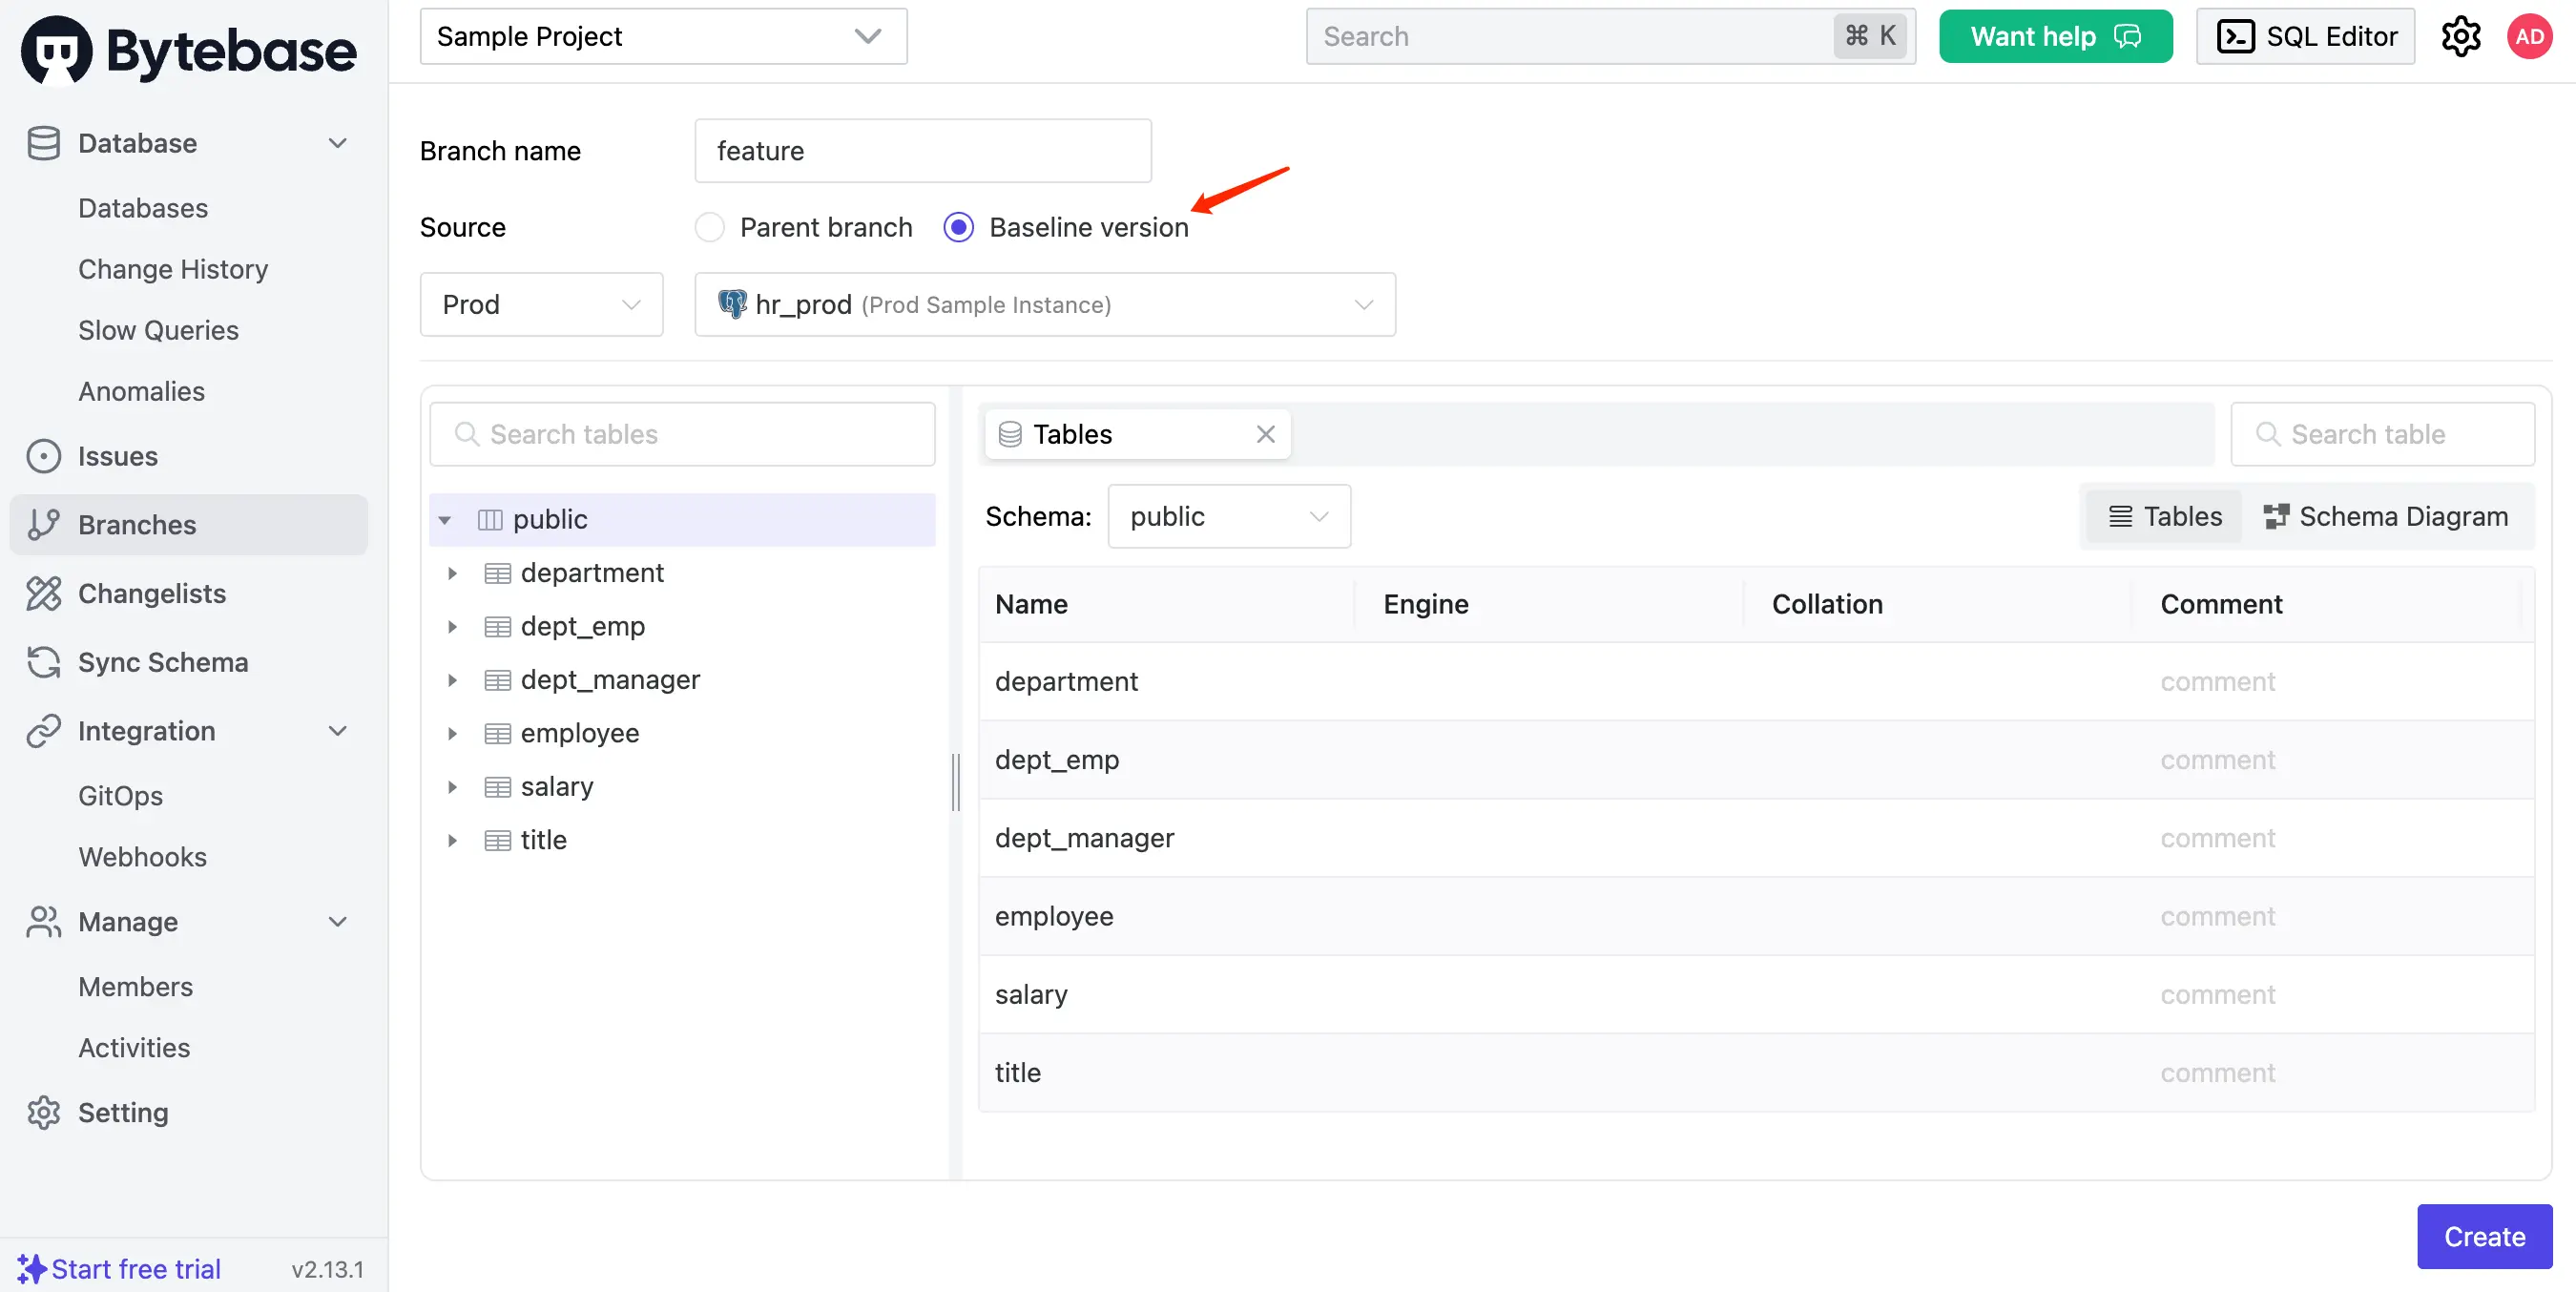 Bytebase
Sample Project
Search
⌘ K
Want help
SQL Editor
AD
Database
Databases
Change History
Slow Queries
Anomalies
Issues
Branches
Changelists
Sync Schema
Integration
GitOps
Webhooks
Manage
Members
Activities
Setting
Start free trial
v2.13.1
Branch name
feature
Source
Parent branch
Baseline version
Prod
hr_prod (Prod Sample Instance)
Search tables
public
department
dept_emp
dept_manager
employee
salary
title
Tables
Search table
Schema:
public
Tables
Schema Diagram
Name Engine Collation Comment
department comment
dept_emp comment
dept_manager comment
employee comment
salary comment
title comment
Create